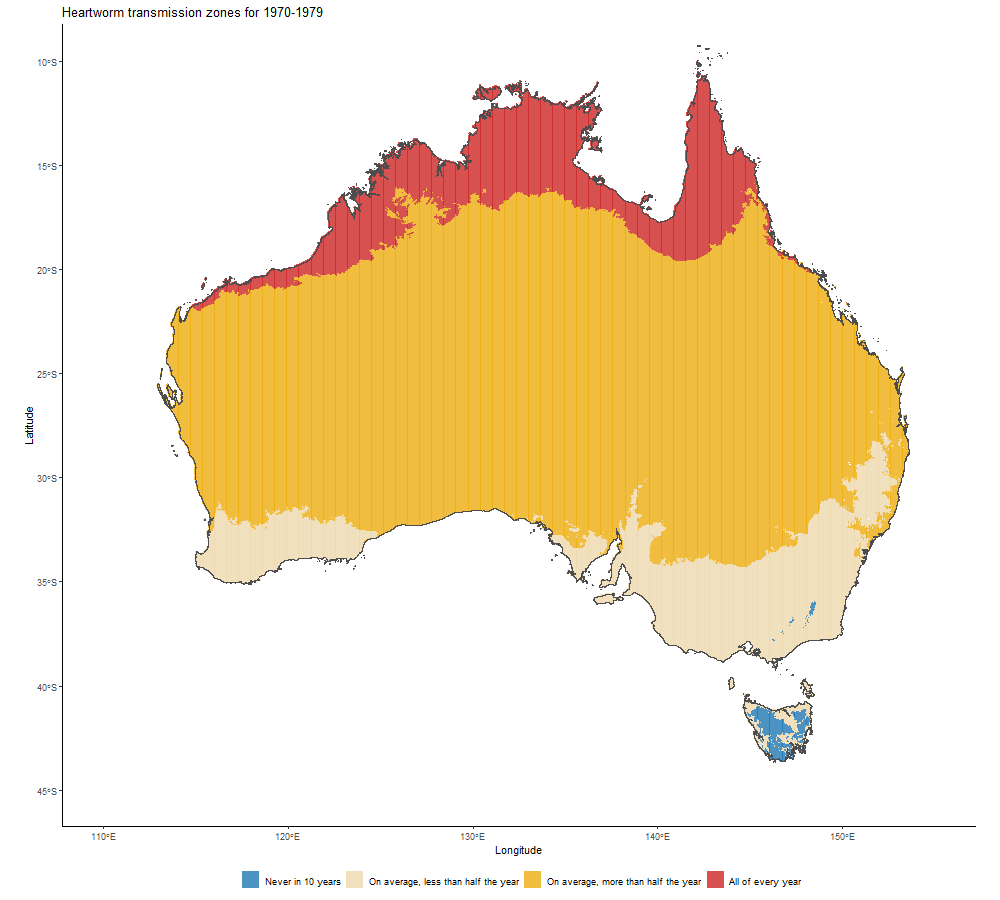 Heartworm transmission zones for 1970-1979
10°S
15°S
20°S
25°S
30°S
35°S
40°S
45°S
Latitude
110°E 120°E 130°E 140°E 150°E
Longitude
Never in 10 years On average, less than half the year On average, more than half the year All of every year